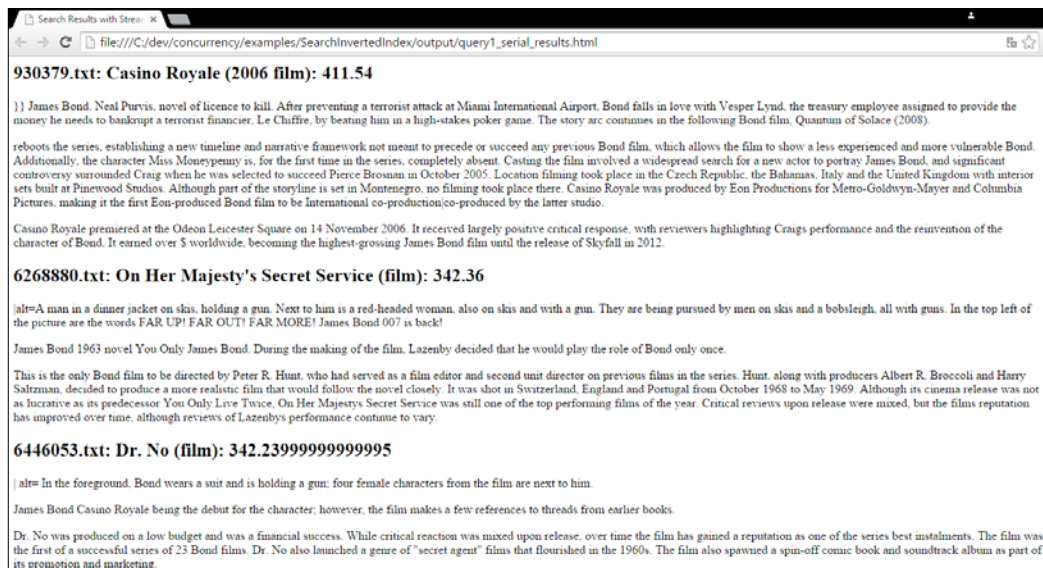 Search Results with Strea
file:///C:/dev/concurrency/examples/SearchInvertedIndex/output/query1_serial_results.html
930379.txt: Casino Royale (2006 film): 411.54
}} James Bond. Neal Purvis, novel of licence to kill. After preventing a terrorist attack at Miami International Airport, Bond falls in love with Vesper Lynd, the treasury employee assigned to provide the
money he needs to bankrupt a terrorist financier, Le Chiffre, by beating him in a high-stakes poker game. The story arc continues in the following Bond film, Quantum of Solace (2008).
reboots the series, establishing a new timeline and narrative framework not meant to precede or succeed any previous Bond film, which allows the film to show a less experienced and more vulnerable Bond.
Additionally, the character Miss Moneypenny is, for the first time in the series, completely absent. Casting the film involved a widespread search for a new actor to portray James Bond, and significant
controversy surrounded Craig when he was selected to succeed Pierce Brosnan in October 2005. Location filming took place in the Czech Republic, the Bahamas, Italy and the United Kingdom with interior
sets built at Pinewood Studios. Although part of the storyline is set in Montenegro, no filming took place there. Casino Royale was produced by Eon Productions for Metro-Goldwyn-Mayer and Columbia
Pictures, making it the first Eon-produced Bond film to be International co-production|co-produced by the latter studio.
Casino Royale premiered at the Odeon Leicester Square on 14 November 2006. It received largely positive critical response, with reviewers highlighting Craigs performance and the reinvention of the
character of Bond. It earned over $ worldwide, becoming the highest-grossing James Bond film until the release of Skyfall in 2012.
6268880.txt: On Her Majesty's Secret Service (film): 342.36
|alt=A man in a dinner jacket on skis, holding a gun. Next to him is a red-headed woman, also on skis and with a gun. They are being pursued by men on skis and a bobsleigh, all with guns. In the top left of
the picture are the words FAR UP! FAR OUT! FAR MORE! James Bond 007 is back!
James Bond 1963 novel You Only James Bond. During the making of the film, Lazenby decided that he would play the role of Bond only once.
This is the only Bond film to be directed by Peter R. Hunt, who had served as a film editor and second unit director on previous films in the series. Hunt, along with producers Albert R. Broccoli and Harry
Saltzman, decided to produce a more realistic film that would follow the novel closely. It was shot in Switzerland, England and Portugal from October 1968 to May 1969. Although its cinema release was not
as lucrative as its predecessor You Only Live Twice, On Her Majestys Secret Service was still one of the top performing films of the year. Critical reviews upon release were mixed, but the films reputation
has improved over time, although reviews of Lazenbys performance continue to vary.
6446053.txt: Dr. No (film): 342.23999999999995
| alt= In the foreground, Bond wears a suit and is holding a gun; four female characters from the film are next to him.
James Bond Casino Royale being the debut for the character; however, the film makes a few references to threads from earlier books.
Dr. No was produced on a low budget and was a financial success. While critical reaction was mixed upon release, over time the film has gained a reputation as one of the series best instalments. The film was
the first of a successful series of 23 Bond films. Dr. No also launched a genre of "secret agent" films that flourished in the 1960s. The film also spawned a spin-off comic book and soundtrack album as part of
its promotion and marketing.